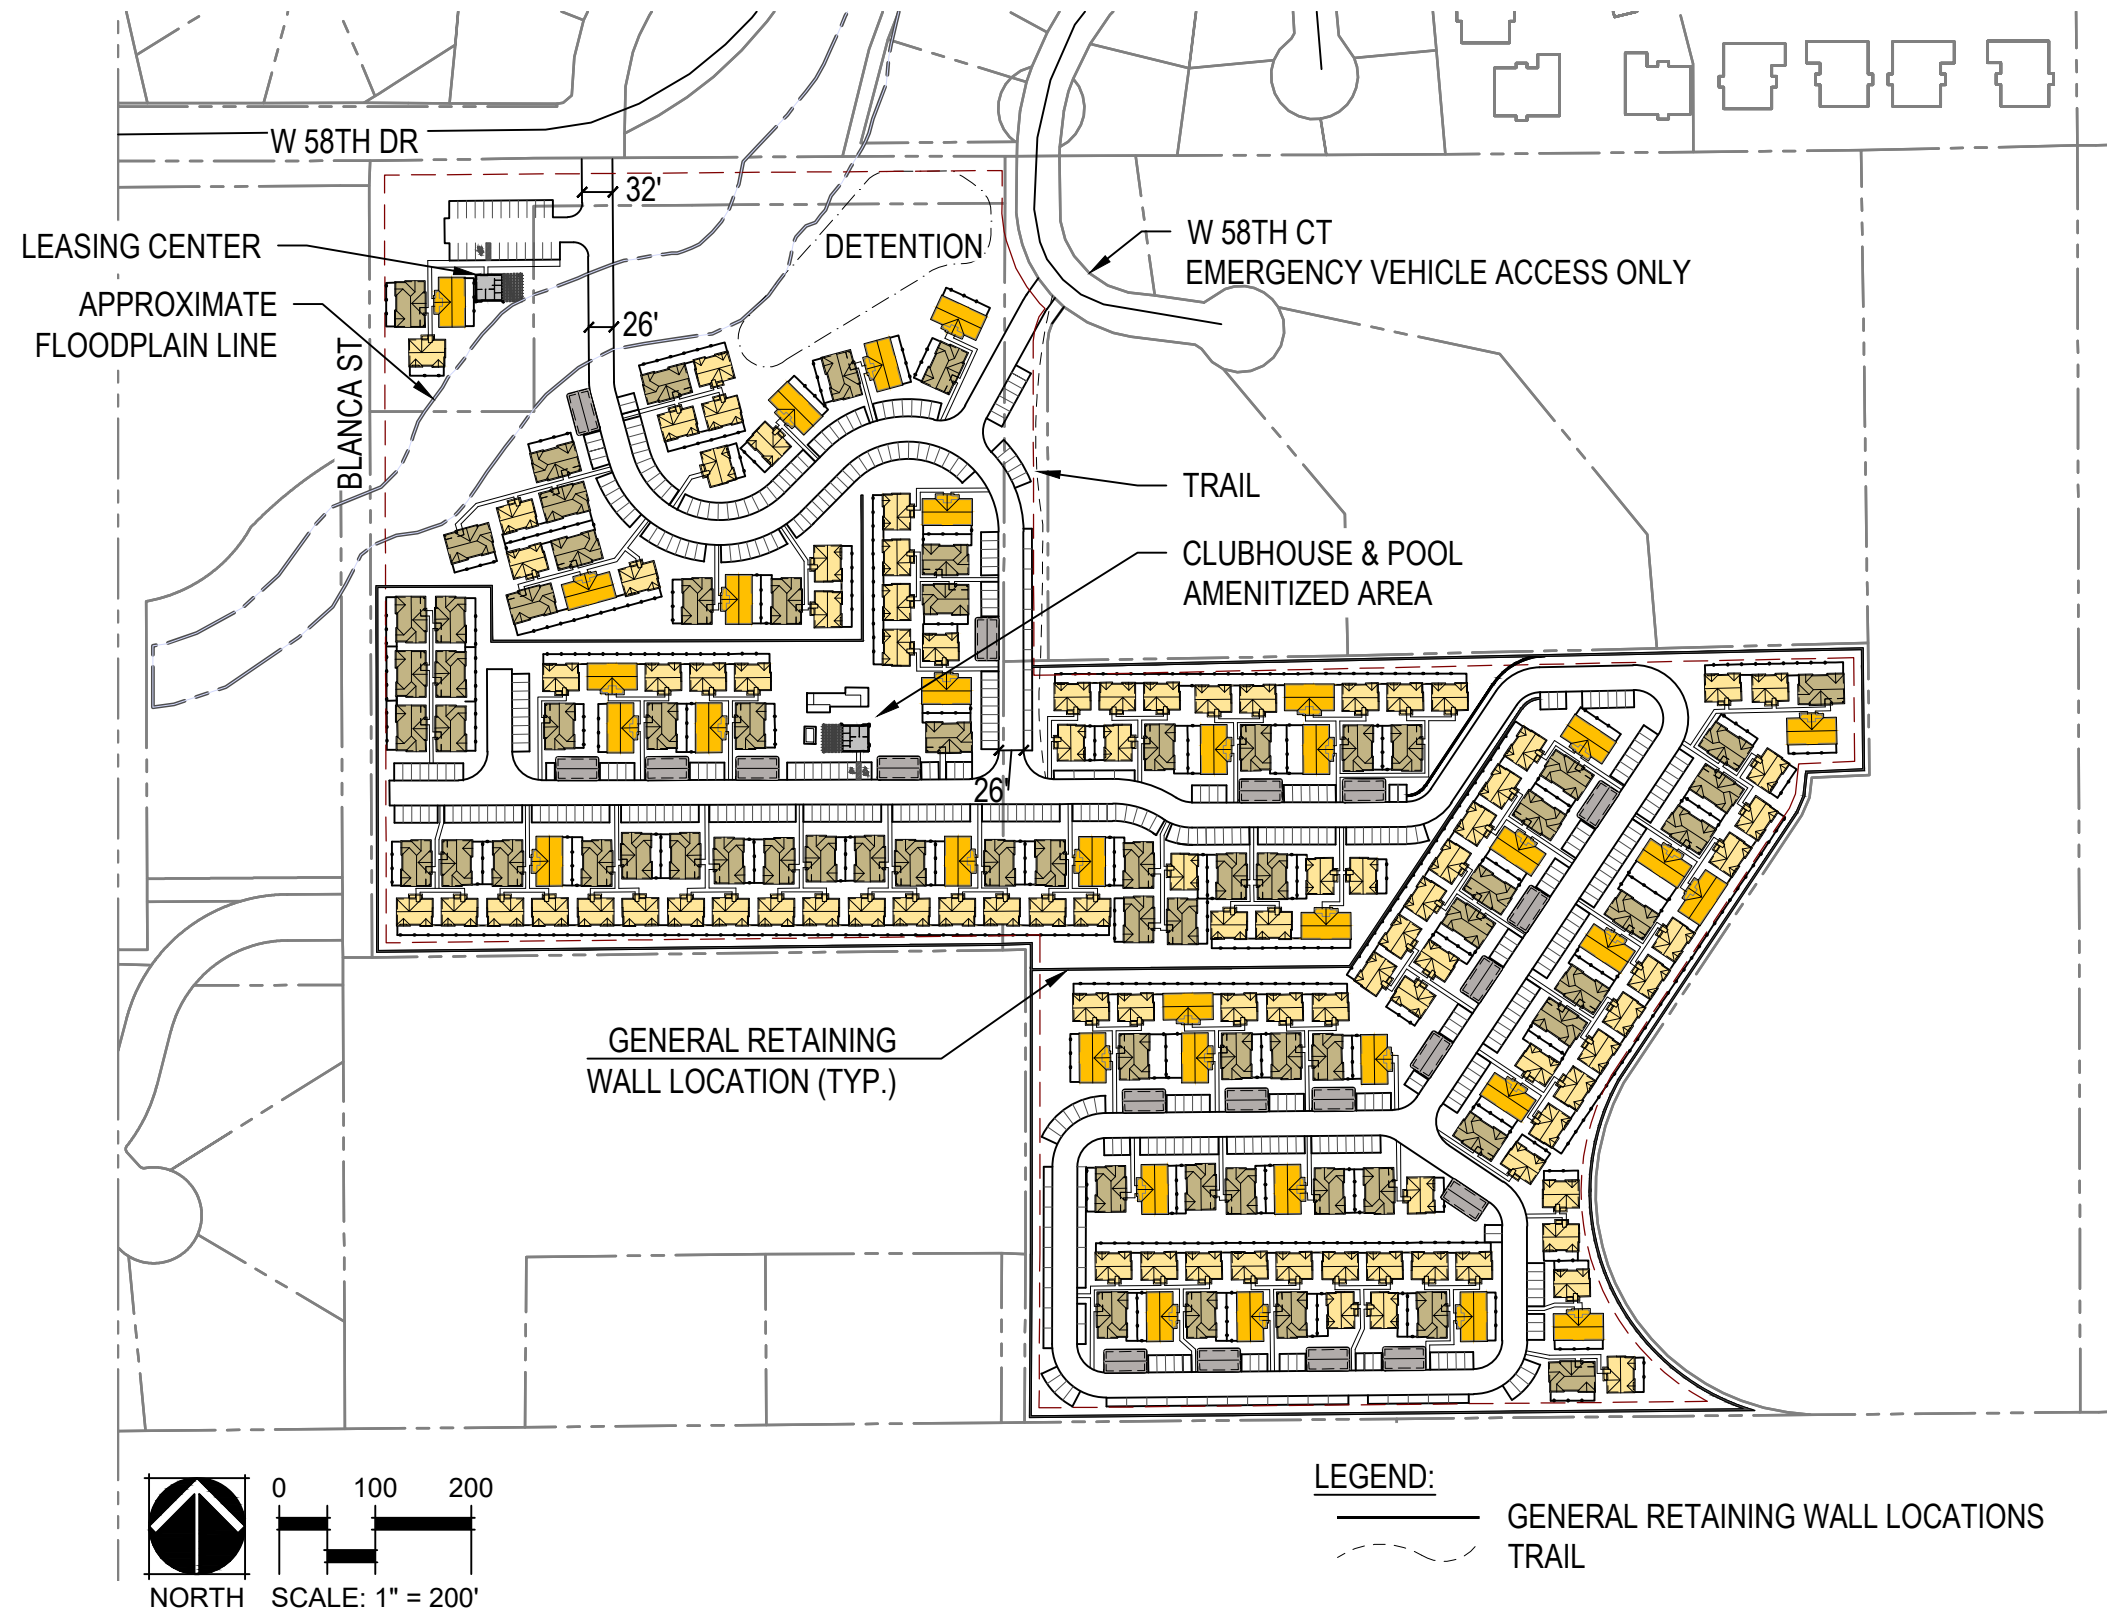 W 58TH DR
32'
LEASING CENTER
DETENTION
W 58TH CT
EMERGENCY VEHICLE ACCESS ONLY
APPROXIMATE
FLOODPLAIN LINE
26'
BLANCA ST
TRAIL
CLUBHOUSE & POOL
AMENITIZED AREA
26'
GENERAL RETAINING
WALL LOCATION (TYP.)
0 100 200
NORTH
SCALE: 1" = 200'
LEGEND:
GENERAL RETAINING WALL LOCATIONS
TRAIL